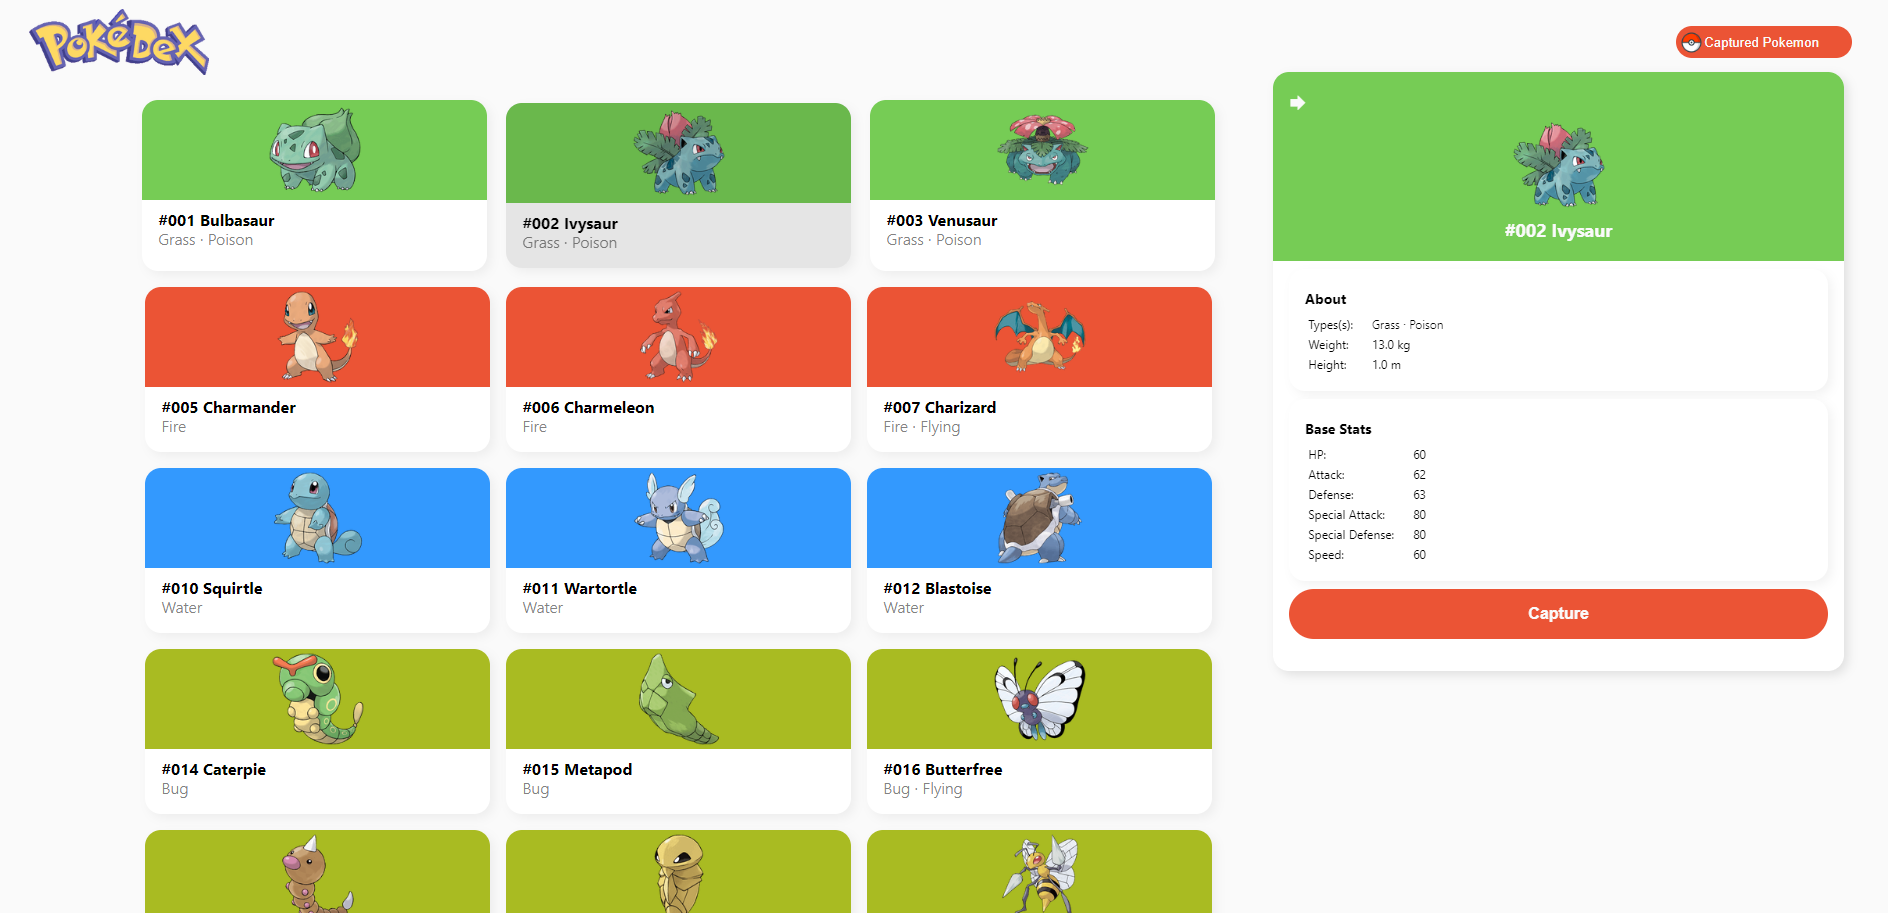 PokéDex
Captured Pokemon
#001 Bulbasaur
Grass · Poison
#002 Ivysaur
Grass · Poison
#003 Venusaur
Grass · Poison
#005 Charmander
Fire
#006 Charmeleon
Fire
#007 Charizard
Fire · Flying
#010 Squirtle
Water
#011 Wartortle
Water
#012 Blastoise
Water
#014 Caterpie
Bug
#015 Metapod
Bug
#016 Butterfree
Bug · Flying
#002 Ivysaur
About
Types(s): Grass · Poison
Weight: 13.0 kg
Height: 1.0 m
Base Stats
HP: 60
Attack: 62
Defense: 63
Special Attack: 80
Special Defense: 80
Speed: 60
Capture